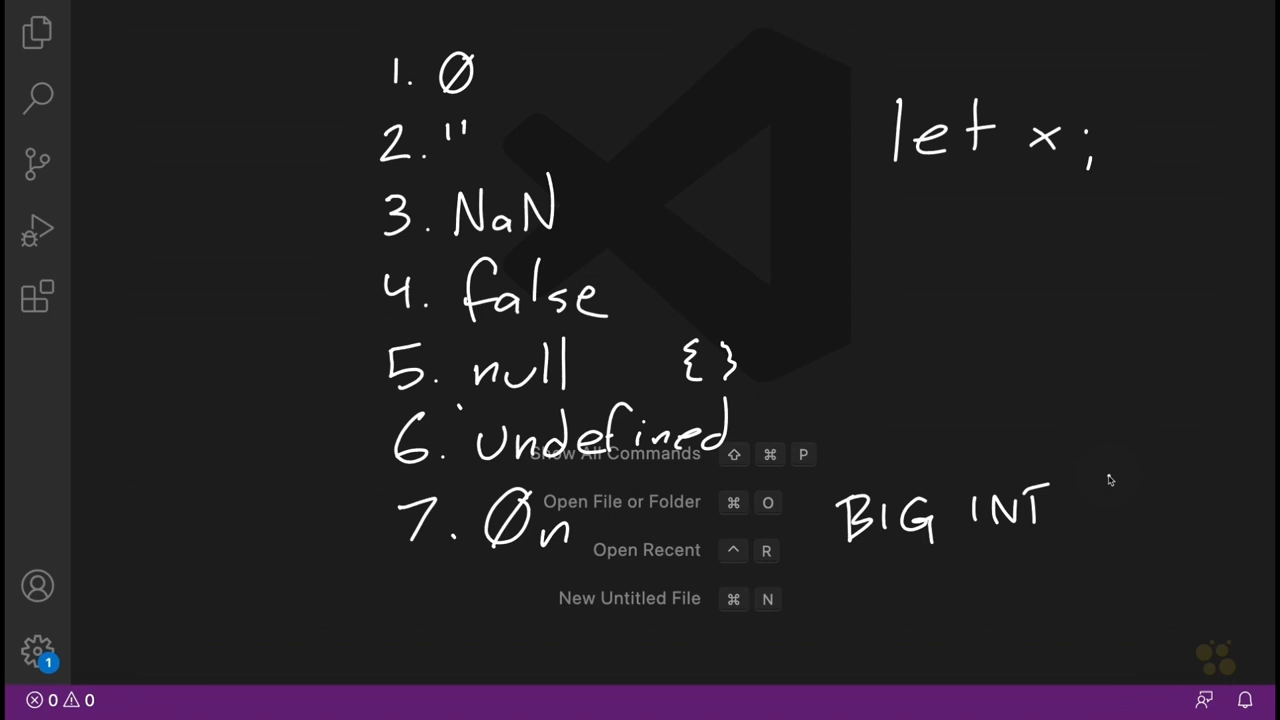 1. 0
2. ''
let x;
3. NaN
4. false
5. null {}
6. undefined
Show All Commands ⇧ ⌘ P
7. 0n BIG INT
Open File or Folder ⌘ O
Open Recent ^ R
New Untitled File ⌘ N
1
0 0